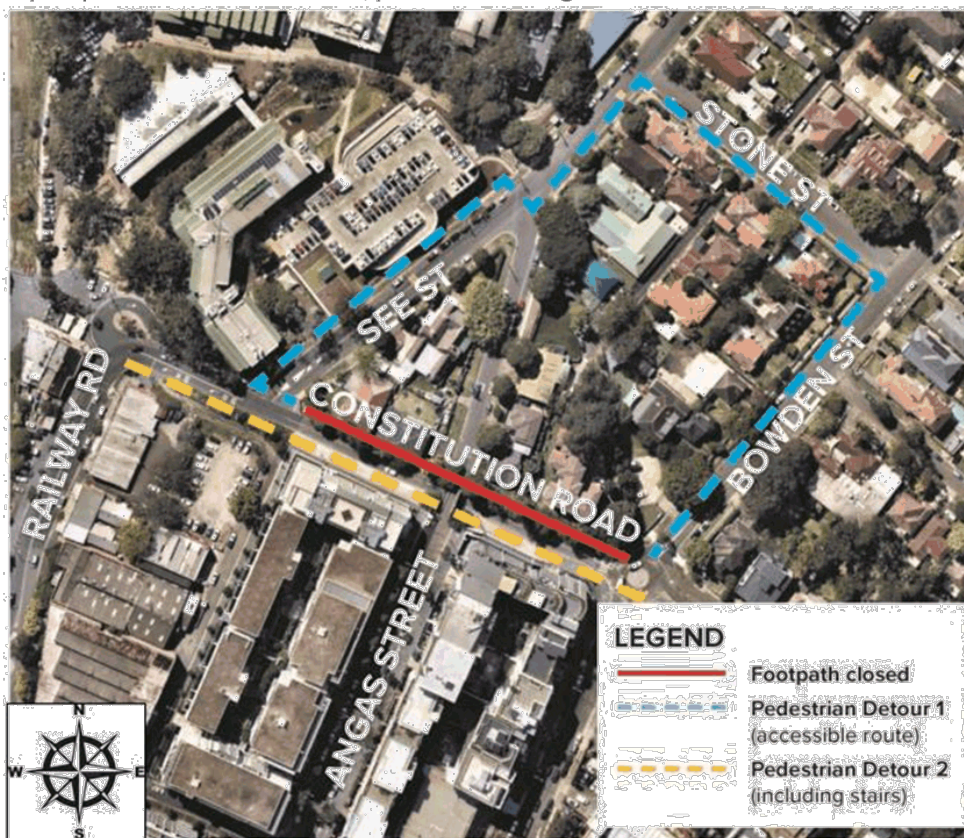 STONE ST
SEE ST
BOWDEN ST
CONSTITUTION ROAD
RAILWAY RD
ANGAS STREET
LEGEND
Footpath closed
Pedestrian Detour 1
(accessible route)
Pedestrian Detour 2
(including stairs)
N
W E
S